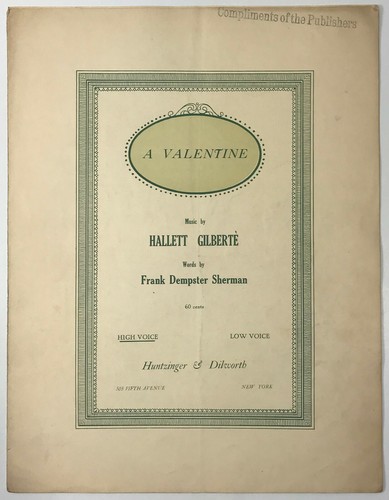 Compliments of the Publishers
A VALENTINE
Music by
HALLETT GILBERTÉ
Words by
Frank Dempster Sherman
60 cents
HIGH VOICE LOW VOICE
Huntzinger & Dilworth
FIFTH AVENUE NEW YORK